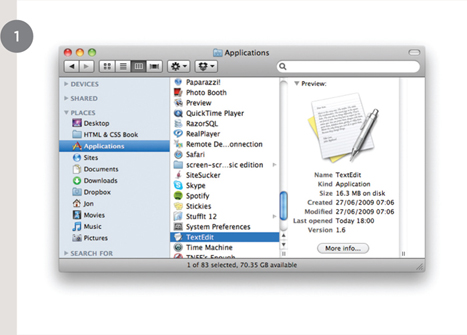 1
Applications
DEVICES
SHARED
PLACES
Desktop
HTML & CSS Book
Applications
Sites
Documents
Downloads
Dropbox
Jon
Movies
Music
Pictures
SEARCH FOR
Paparazzi!
Photo Booth
Preview
QuickTime Player
RazorSQL
RealPlayer
Remote De...onnection
Safari
screen-scr...sic edition
SiteSucker
Skype
Spotify
Stickies
StuffIt 12
System Preferences
TextEdit
Time Machine
Preview:
Name TextEdit
Kind Application
Size 16.3 MB on disk
Created 27/06/2009 07:06
Modified 27/06/2009 07:06
Last opened Today 18:00
Version 1.6
More info...
1 of 83 selected, 70.35 GB available